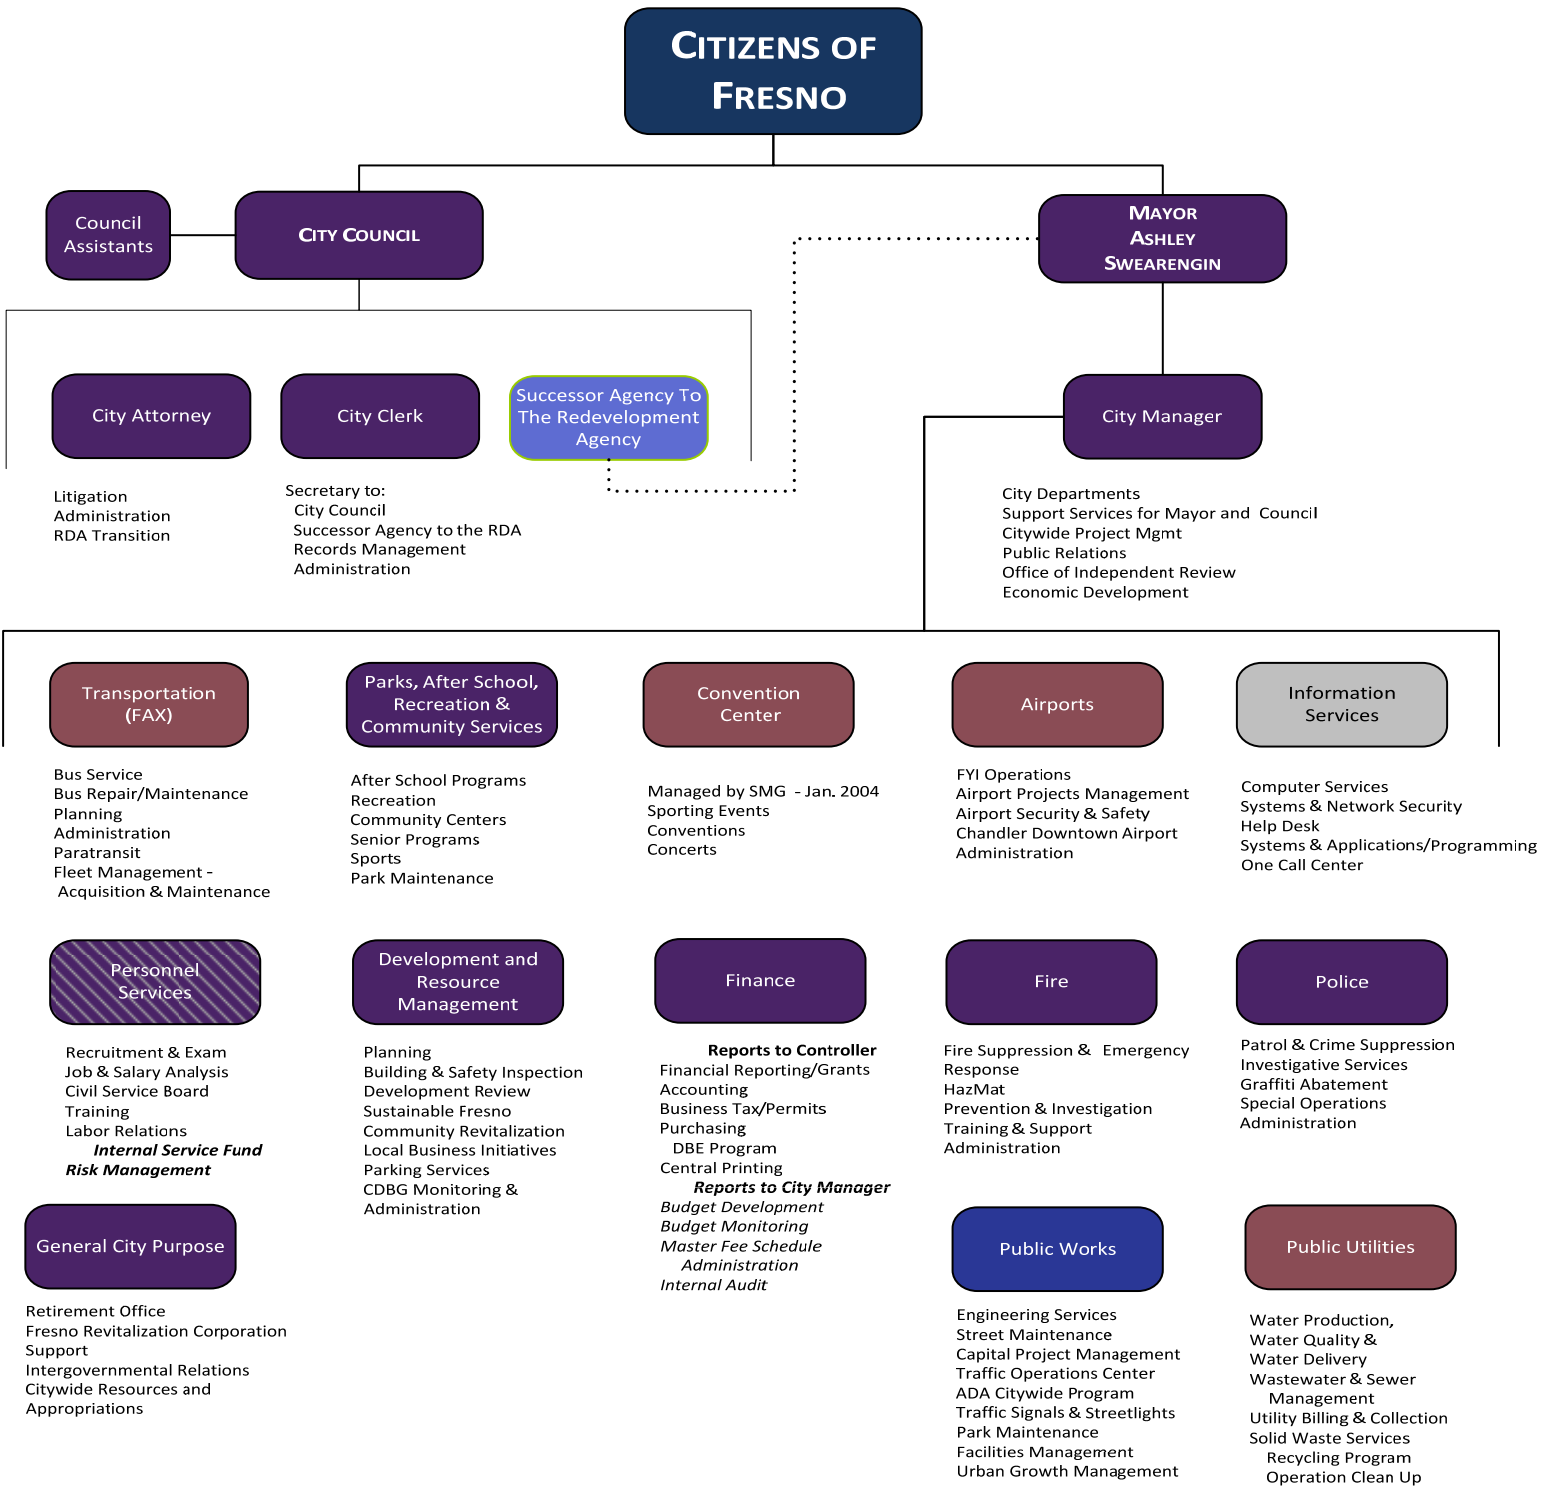 CITIZENS OF
FRESNO
Council
Assistants
CITY COUNCIL
MAYOR
ASHLEY
SWEARENGIN
City Attorney
City Clerk
Successor Agency To
The Redevelopment
Agency
City Manager
Litigation
Administration
RDA Transition
Secretary to:
City Council
Successor Agency to the RDA
Records Management
Administration
City Departments
Support Services for Mayor and Council
Citywide Project Mgmt
Public Relations
Office of Independent Review
Economic Development
Transportation
(FAX)
Bus Service
Bus Repair/Maintenance
Planning
Administration
Paratransit
Fleet Management -
Acquisition & Maintenance
Parks, After School,
Recreation &
Community Services
After School Programs
Recreation
Community Centers
Senior Programs
Sports
Park Maintenance
Convention
Center
Managed by SMG - Jan. 2004
Sporting Events
Conventions
Concerts
Airports
FYI Operations
Airport Projects Management
Airport Security & Safety
Chandler Downtown Airport
Administration
Information
Services
Computer Services
Systems & Network Security
Help Desk
Systems & Applications/Programming
One Call Center
Personnel
Services
Recruitment & Exam
Job & Salary Analysis
Civil Service Board
Training
Labor Relations
Internal Service Fund
Risk Management
Development and
Resource
Management
Planning
Building & Safety Inspection
Development Review
Sustainable Fresno
Community Revitalization
Local Business Initiatives
Parking Services
CDBG Monitoring &
Administration
Finance
Reports to Controller
Financial Reporting/Grants
Accounting
Business Tax/Permits
Purchasing
DBE Program
Central Printing
Reports to City Manager
Budget Development
Budget Monitoring
Master Fee Schedule
Administration
Internal Audit
Fire
Fire Suppression & Emergency
Response
HazMat
Prevention & Investigation
Training & Support
Administration
Police
Patrol & Crime Suppression
Investigative Services
Graffiti Abatement
Special Operations
Administration
General City Purpose
Retirement Office
Fresno Revitalization Corporation
Support
Intergovernmental Relations
Citywide Resources and
Appropriations
Public Works
Engineering Services
Street Maintenance
Capital Project Management
Traffic Operations Center
ADA Citywide Program
Traffic Signals & Streetlights
Park Maintenance
Facilities Management
Urban Growth Management
Public Utilities
Water Production,
Water Quality &
Water Delivery
Wastewater & Sewer
Management
Utility Billing & Collection
Solid Waste Services
Recycling Program
Operation Clean Up